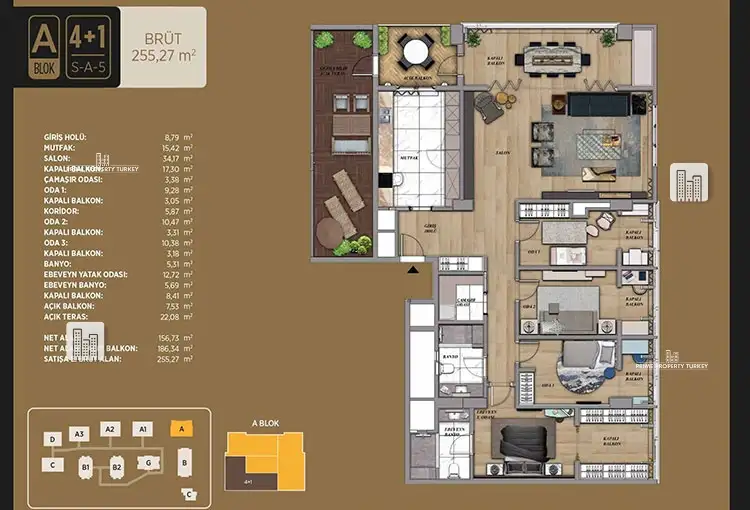 A
BLOK
4+1
S-A-5
BRÜT
255,27 m²
GİRİŞ HOLÜ: 8,79 m²
MUTFAK: 15,42 m²
SALON: 34,17 m²
KAPALI BALKON: 17,30 m²
ÇAMAŞIR ODASI: 3,38 m²
ODA 1: 9,28 m²
KAPALI BALKON: 3,05 m²
KORİDOR: 5,87 m²
ODA 2: 10,47 m²
KAPALI BALKON: 3,31 m²
ODA 3: 10,38 m²
KAPALI BALKON: 3,18 m²
BANYO: 5,31 m²
EBEVEYN YATAK ODASI: 12,72 m²
EBEVEYN BANYO: 5,69 m²
KAPALI BALKON: 8,41 m²
AÇIK BALKON: 7,53 m²
AÇIK TERAS: 22,08 m²
NET A 156,73 m²
NET A BALKON: 186,34 m²
SATIŞA ALAN: 255,27 m²
PRIME PROPERTY TURKEY
D
A3
A2
A1
A
C
B1
B2
G
B
C
A BLOK
4+1
AÇIK TERAS
AÇIK BALKON
KAPALI
BALKON
MUTFAK
SALON
GİRİŞ
HOLÜ
ODA 1
KAPALI
BALKON
ÇAMAŞIR
ODASI
ODA 2
KAPALI
BALKON
BANYO
ODA 3
KAPALI
BALKON
PRIME PROPERTY TURKEY
EBEVEYN
Y.ODASI
EBEVEYN
BANYO
KAPALI
BALKON